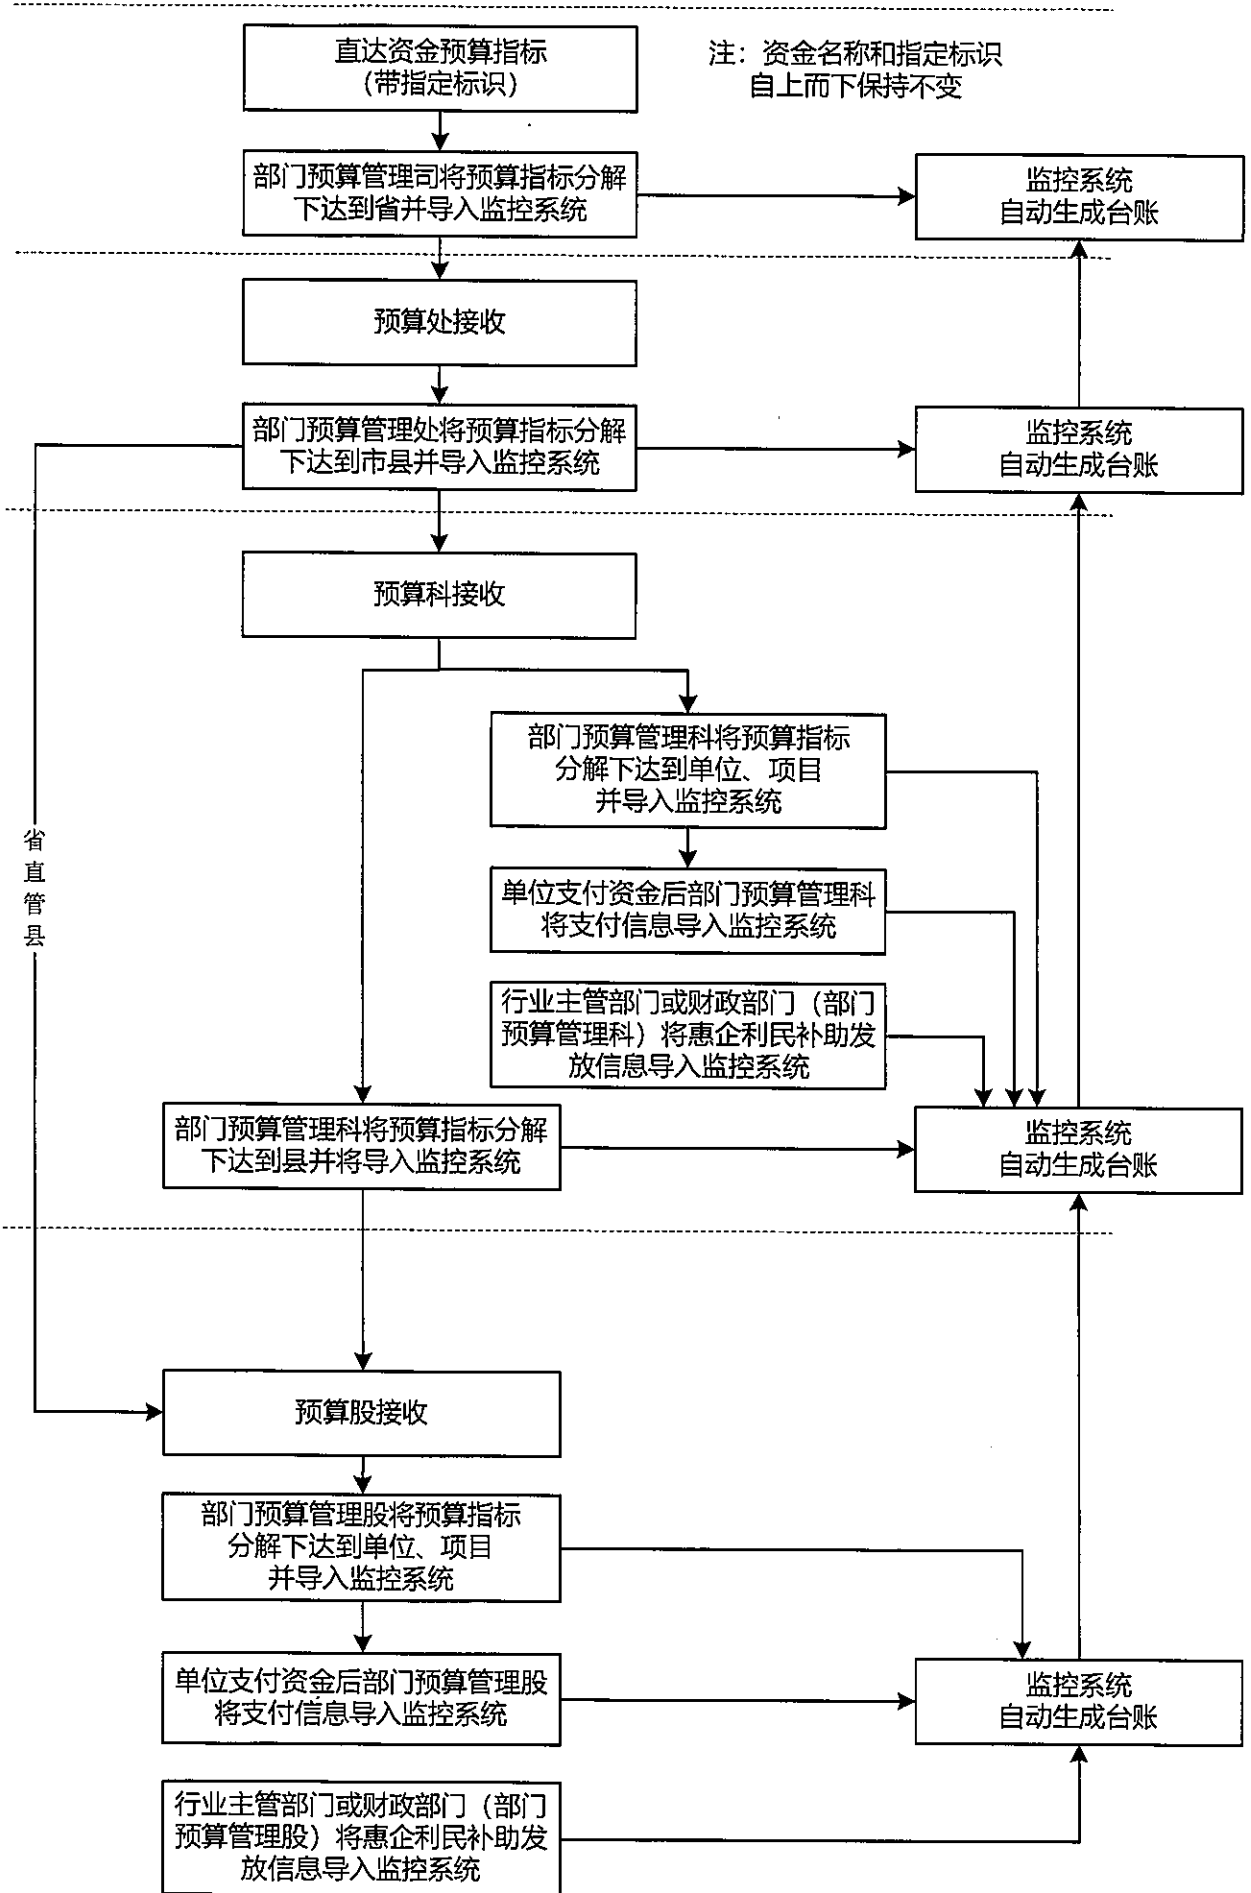 直达资金预算指标
(带指定标识)
注：资金名称和指定标识
自上而下保持不变
部门预算管理司将预算指标分解
下达到省并导入监控系统
监控系统
自动生成台账
预算处接收
部门预算管理处将预算指标分解
下达到市县并导入监控系统
监控系统
自动生成台账
预算科接收
部门预算管理科将预算指标
分解下达到单位、项目
并导入监控系统
省直管县
单位支付资金后部门预算管理科
将支付信息导入监控系统
行业主管部门或财政部门（部门
预算管理科）将惠企利民补助发
放信息导入监控系统
部门预算管理科将预算指标分解
下达到县并将导入监控系统
监控系统
自动生成台账
预算股接收
部门预算管理股将预算指标
分解下达到单位、项目
并导入监控系统
单位支付资金后部门预算管理股
将支付信息导入监控系统
监控系统
自动生成台账
行业主管部门或财政部门（部门
预算管理股）将惠企利民补助发
放信息导入监控系统